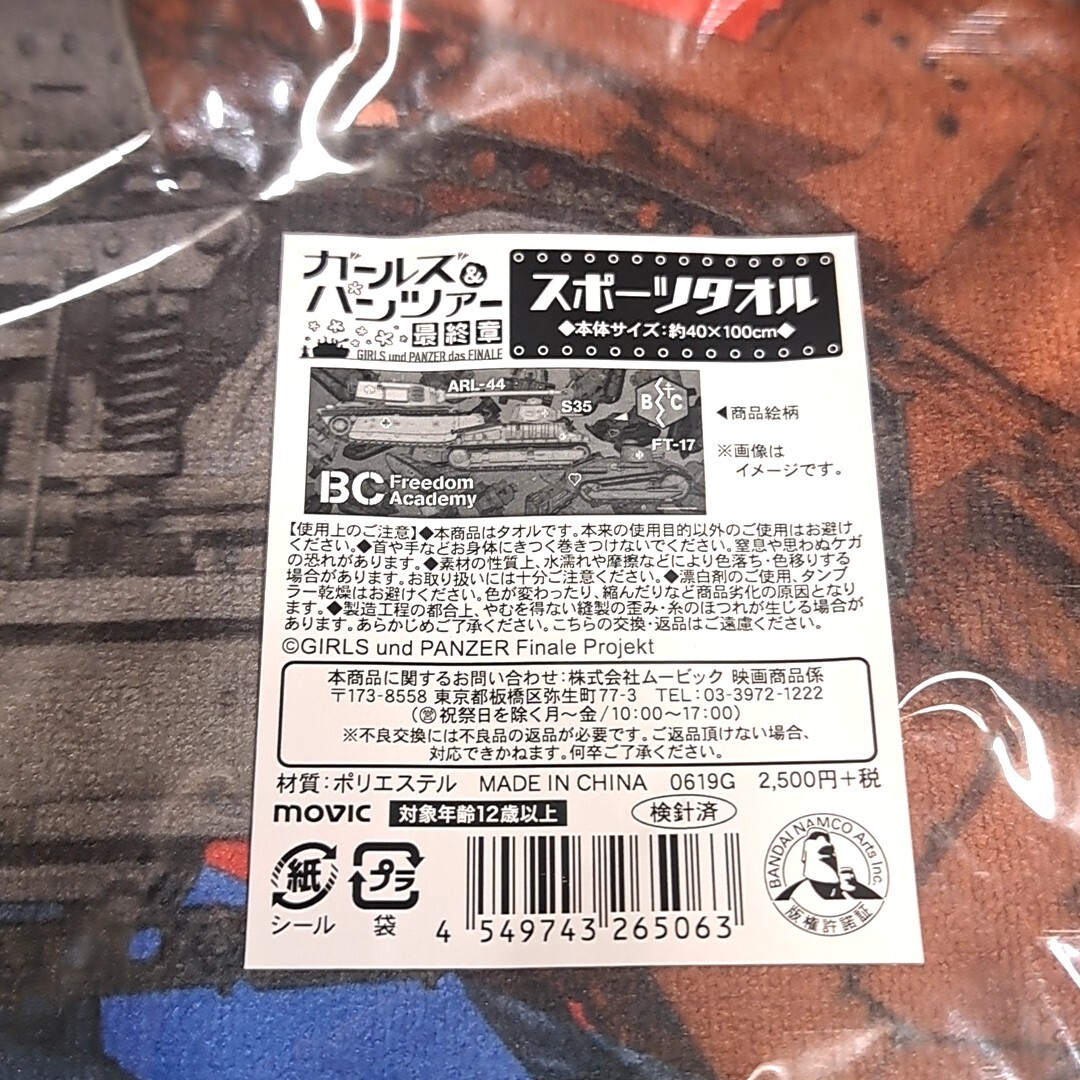 ガールズ&
パンツァー
最終章
GIRLS und PANZER das FINALE
スポーツタオル
◆本体サイズ:約40×100cm◆
ARL-44
S35
B C
FT-17
BC Freedom
Academy
◀商品絵柄
※画像は
イメージです。
【使用上のご注意】◆本商品はタオルです。本来の使用目的以外のご使用はお避け
ください。◆首や手などお身体にきつく巻きつけないでください。窒息や思わぬケガ
の恐れがあります。◆素材の性質上、水濡れや摩擦などにより色落ち・色移りする
場合があります。お取り扱いには十分ご注意ください。◆漂白剤のご使用、タンブ
ラー乾燥はお避けください。色が変わったり、縮んだりなど商品劣化の原因となり
ます。◆製造工程の都合上、やむを得ない縫製の歪み・糸のほつれが生じる場合が
あります。あらかじめご了承ください。こちらの交換・返品はご遠慮ください。
©GIRLS und PANZER Finale Projekt
本商品に関するお問い合わせ:株式会社ムービック 映画商品係
〒173-8558 東京都板橋区弥生町77-3 TEL:03-3972-1222
(㊡祝祭日を除く月~金/10:00~17:00)
※不良交換には不良品の返品が必要です。ご返品頂けない場合、
対応できかねます。何卒ご了承ください。
材質:ポリエステル MADE IN CHINA 0619G 2,500円+税
movic 対象年齢12歳以上 検針済
紙 プラ
シール 袋
4 549743 265063
BANDAI NAMCO Arts Inc.
版権許諾証